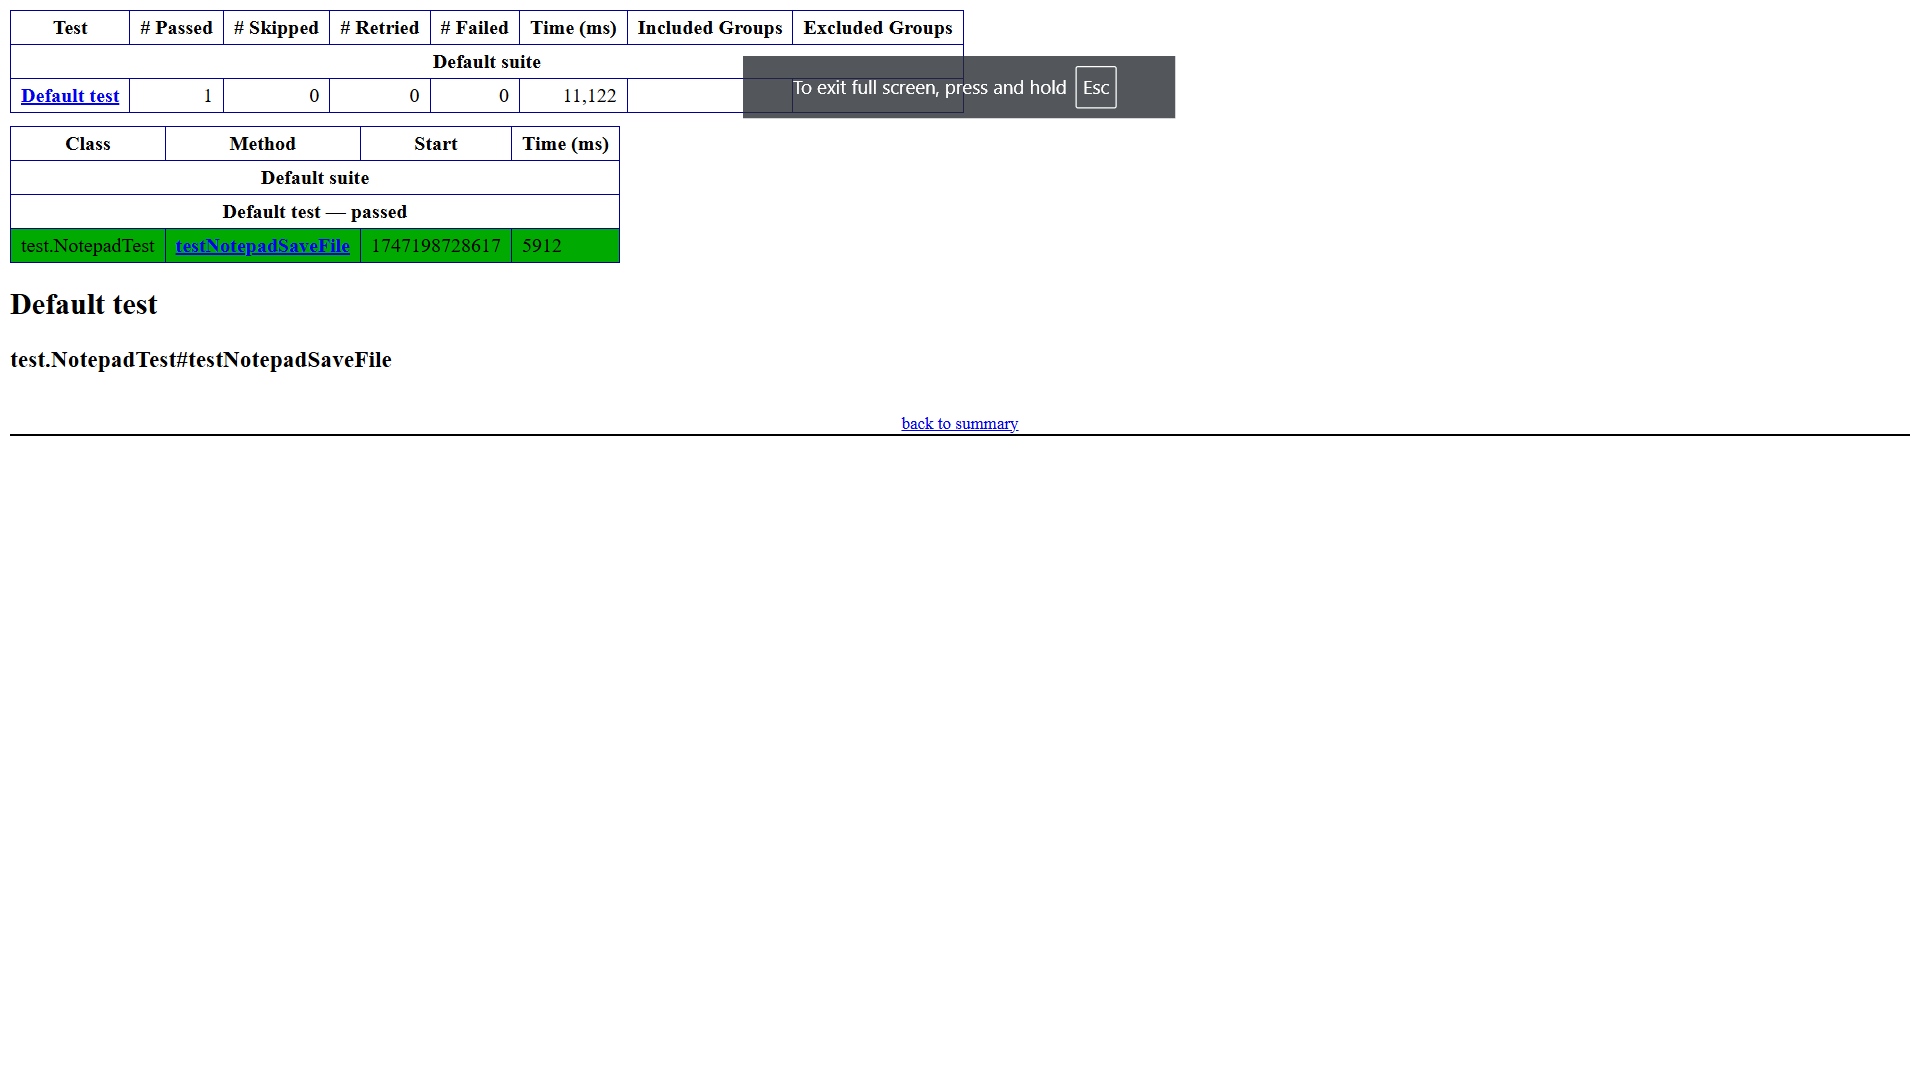 Test # Passed # Skipped # Retried # Failed Time (ms) Included Groups Excluded Groups
Default suite
Default test 1 0 0 0 11,122
To exit full screen, press and hold Esc
Class Method Start Time (ms)
Default suite
Default test — passed
test.NotepadTest testNotepadSaveFile 1747198728617 5912
Default test
test.NotepadTest#testNotepadSaveFile
back to summary